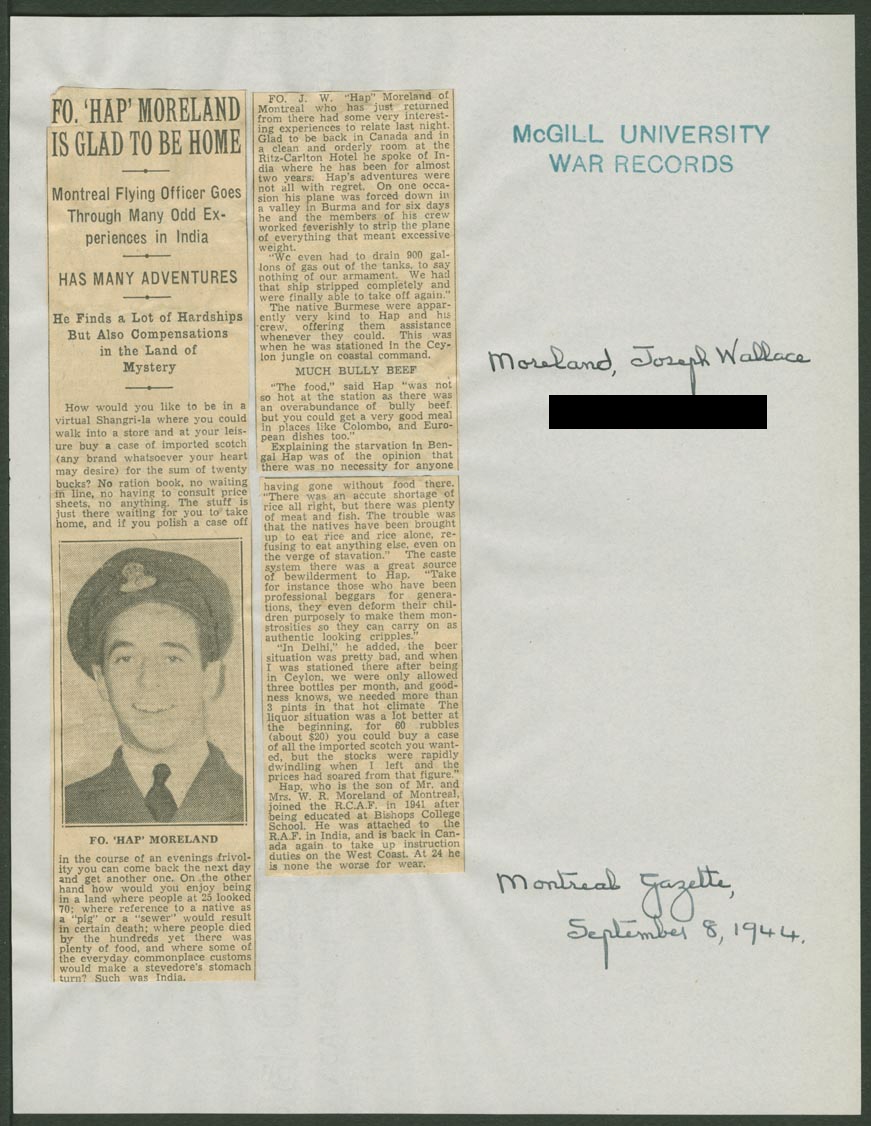 FO. 'HAP' MORELAND
IS GLAD TO BE HOME
Montreal Flying Officer Goes
Through Many Odd Ex-
periences in India
HAS MANY ADVENTURES
He Finds a Lot of Hardships
But Also Compensations
in the Land of
Mystery
How would you like to be in a
virtual Shangri-la where you could
walk into a store and at your leis-
ure buy a case of imported scotch
(any brand whatsoever your heart
may desire) for the sum of twenty
bucks? No ration book, no waiting
in line, no having to consult price
sheets, no anything. The stuff is
just there waiting for you to take
home, and if you polish a case off
FO. 'HAP' MORELAND
in the course of an evenings frivol-
ity you can come back the next day
and get another one. On the other
hand how would you enjoy being
in a land where people at 25 looked
70; where reference to a native as
a "pig" or a "sewer" would result
in certain death; where people died
by the hundreds yet there was
plenty of food, and where some of
the everyday commonplace customs
would make a stevedore's stomach
turn? Such was India.
FO. J. W. "Hap" Moreland of
Montreal who has just returned
from there had some very interest-
ing experiences to relate last night.
Glad to be back in Canada and in
a clean and orderly room at the
Ritz-Carlton Hotel he spoke of In-
dia where he has been for almost
two years. Hap's adventures were
not all with regret. On one occa-
sion his plane was forced down in
a valley in Burma and for six days
he and the members of his crew
worked feverishly to strip the plane
of everything that meant excessive
weight.
"We even had to drain 900 gal-
lons of gas out of the tanks, to say
nothing of our armament. We had
that ship stripped completely and
were finally able to take off again."
The native Burmese were appar-
ently very kind to Hap and his
crew, offering them assistance
whenever they could. This was
when he was stationed in the Cey-
lon jungle on coastal command.
MUCH BULLY BEEF
"The food," said Hap "was not
so hot at the station as there was
an overabundance of bully beef,
but you could get a very good meal
in places like Colombo, and Euro-
pean dishes too."
Explaining the starvation in Ben-
gal Hap was of the opinion that
there was no necessity for anyone
having gone without food there.
"There was an accute shortage of
rice all right, but there was plenty
of meat and fish. The trouble was
that the natives have been brought
up to eat rice and rice alone, re-
fusing to eat anything else, even on
the verge of stavation." The caste
system there was a great source
of bewilderment to Hap. "Take
for instance those who have been
professional beggars for genera-
tions, they even deform their chil-
dren purposely to make them mon-
strosities so they can carry on as
authentic looking cripples."
"In Delhi," he added, the beer
situation was pretty bad, and when
I was stationed there after being
in Ceylon, we were only allowed
three bottles per month, and good-
ness knows, we needed more than
3 pints in that hot climate The
liquor situation was a lot better at
the beginning, for 60 rubbles
(about $20) you could buy a case
of all the imported scotch you want-
ed, but the stocks were rapidly
dwindling when I left and the
prices had soared from that figure."
Hap, who is the son of Mr. and
Mrs. W. R. Moreland of Montreal,
joined the R.C.A.F. in 1941 after
being educated at Bishops College
School. He was attached to the
R.A.F. in India, and is back in Can-
ada again to take up instruction
duties on the West Coast. At 24 he
is none the worse for wear.
McGILL UNIVERSITY
WAR RECORDS
Moreland, Joseph Wallace
Montreal Gazette,
September 8, 1944.